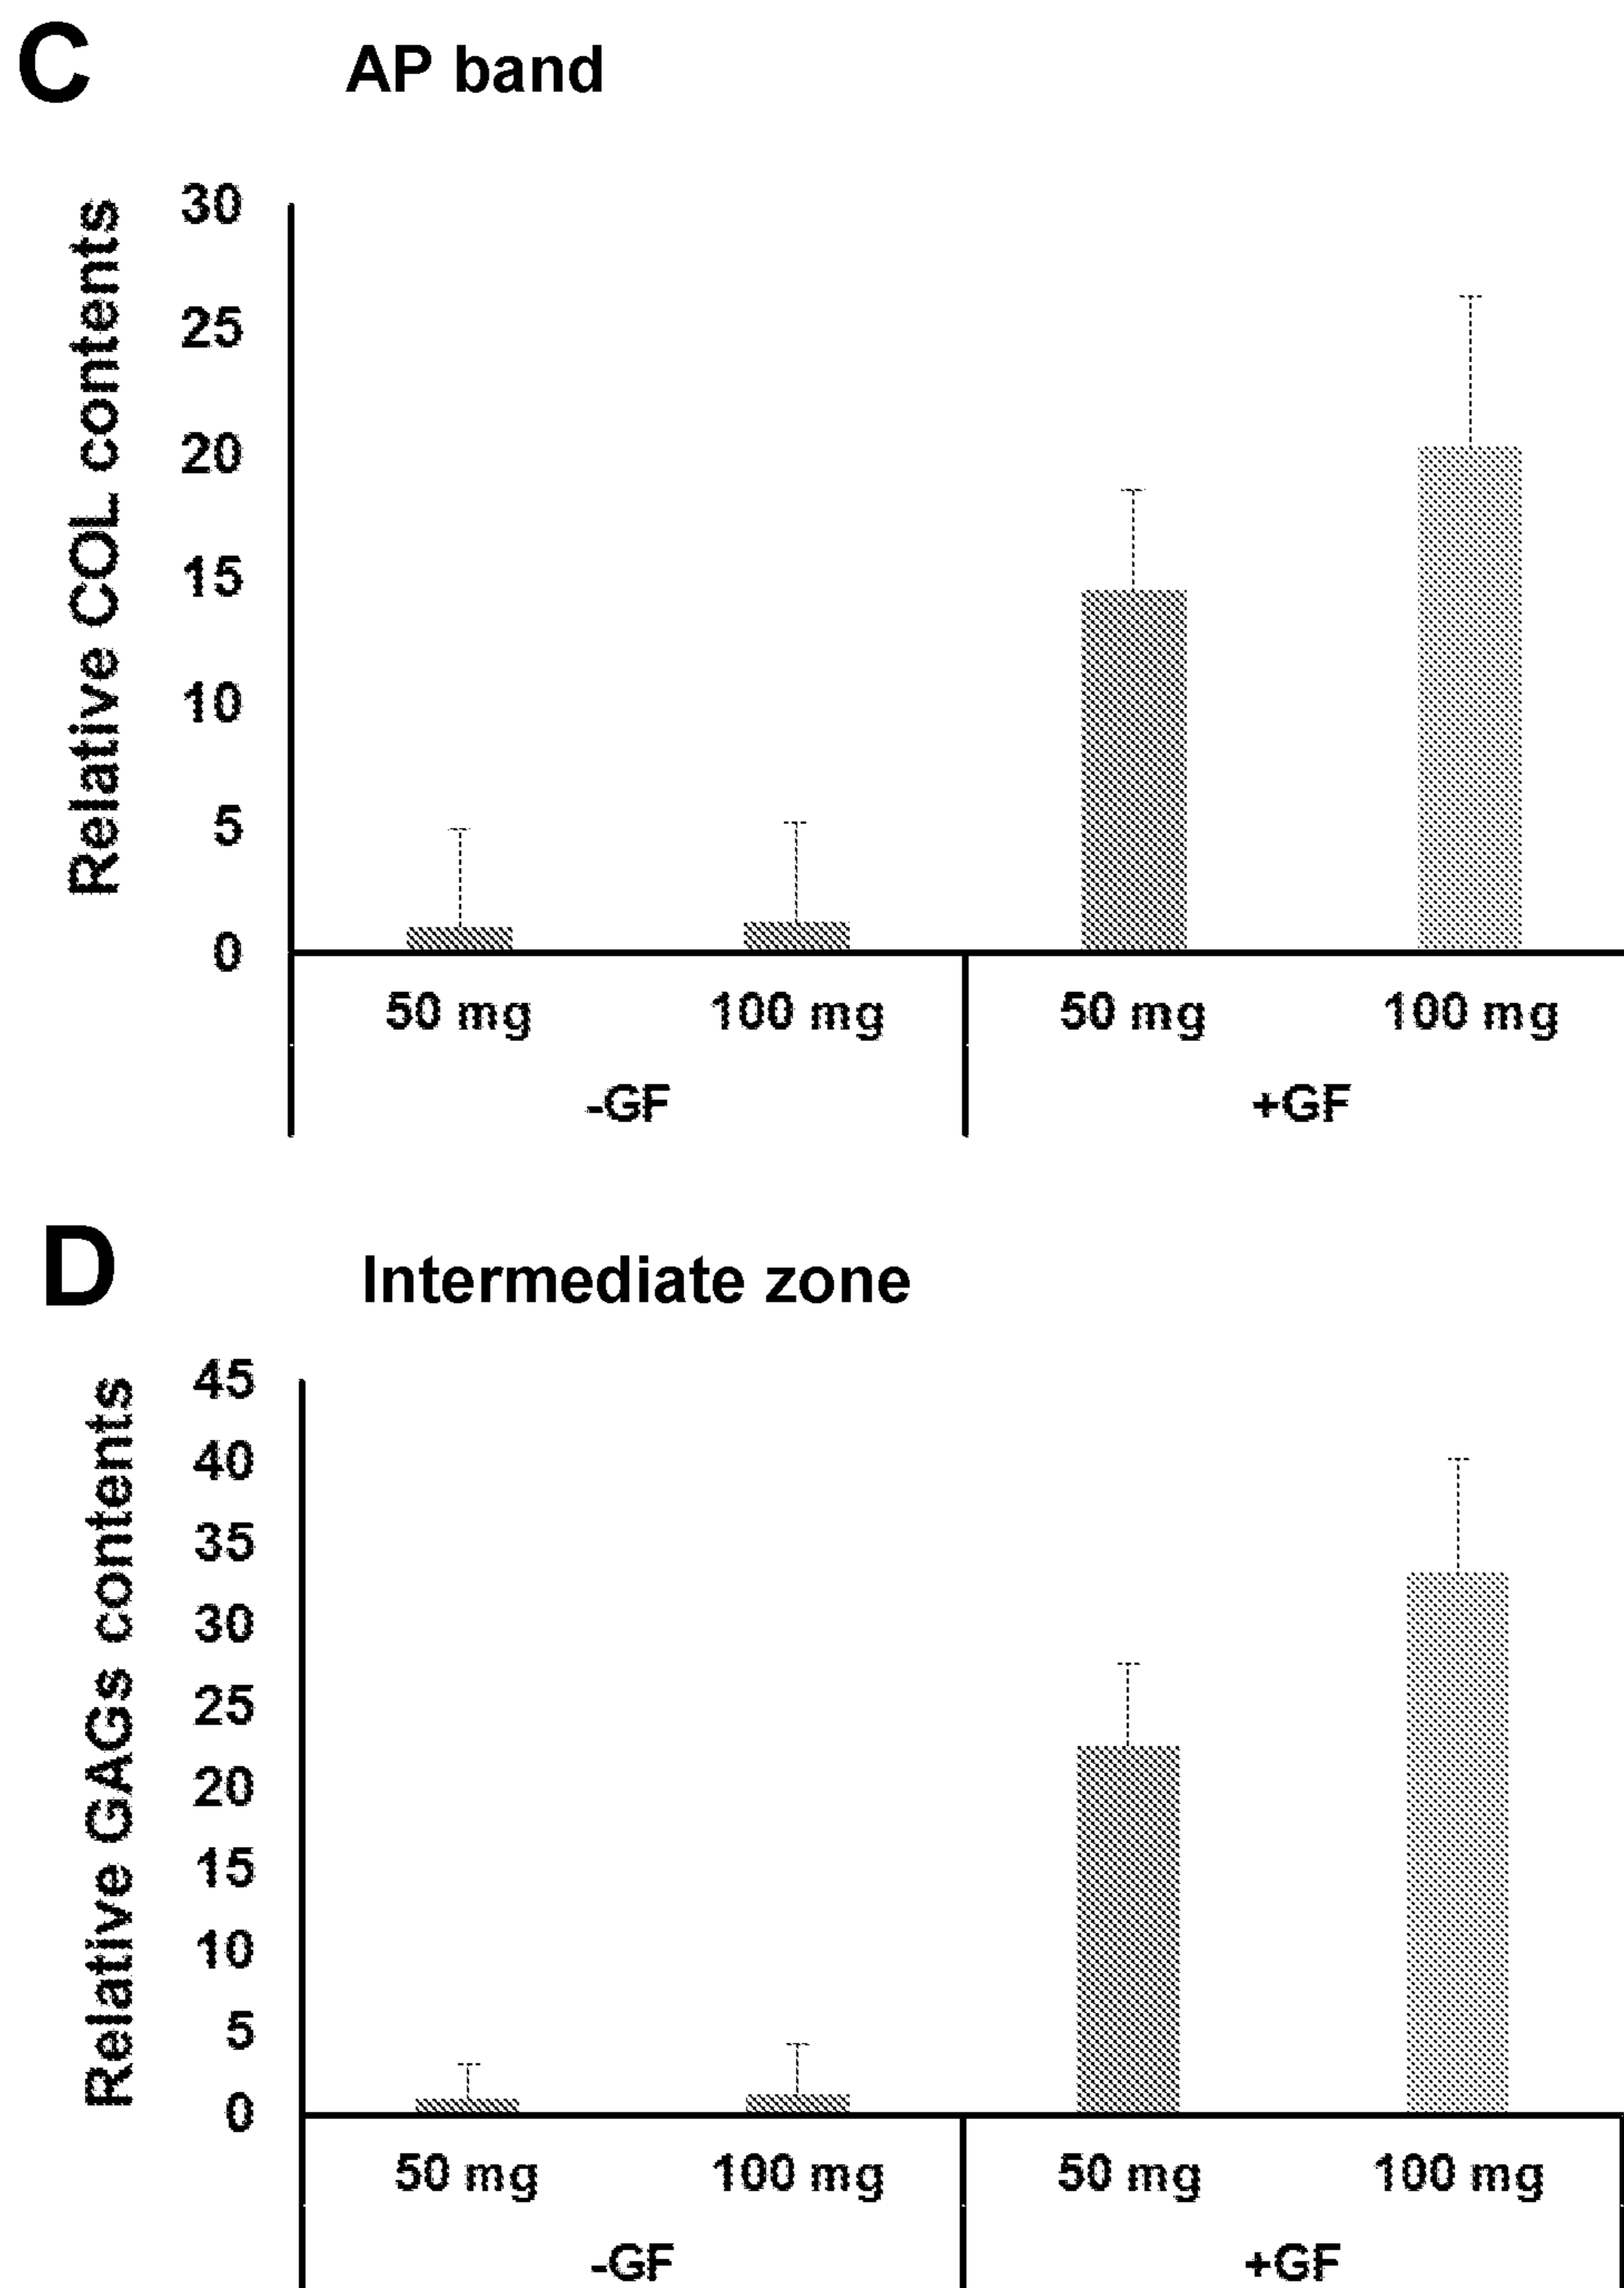 C AP band
Relative COL contents
30
25
20
15
10
5
0
50 mg 100 mg 50 mg 100 mg
-GF +GF
D Intermediate zone
Relative GAGs contents
45
40
35
30
25
20
15
10
5
0
50 mg 100 mg 50 mg 100 mg
-GF +GF